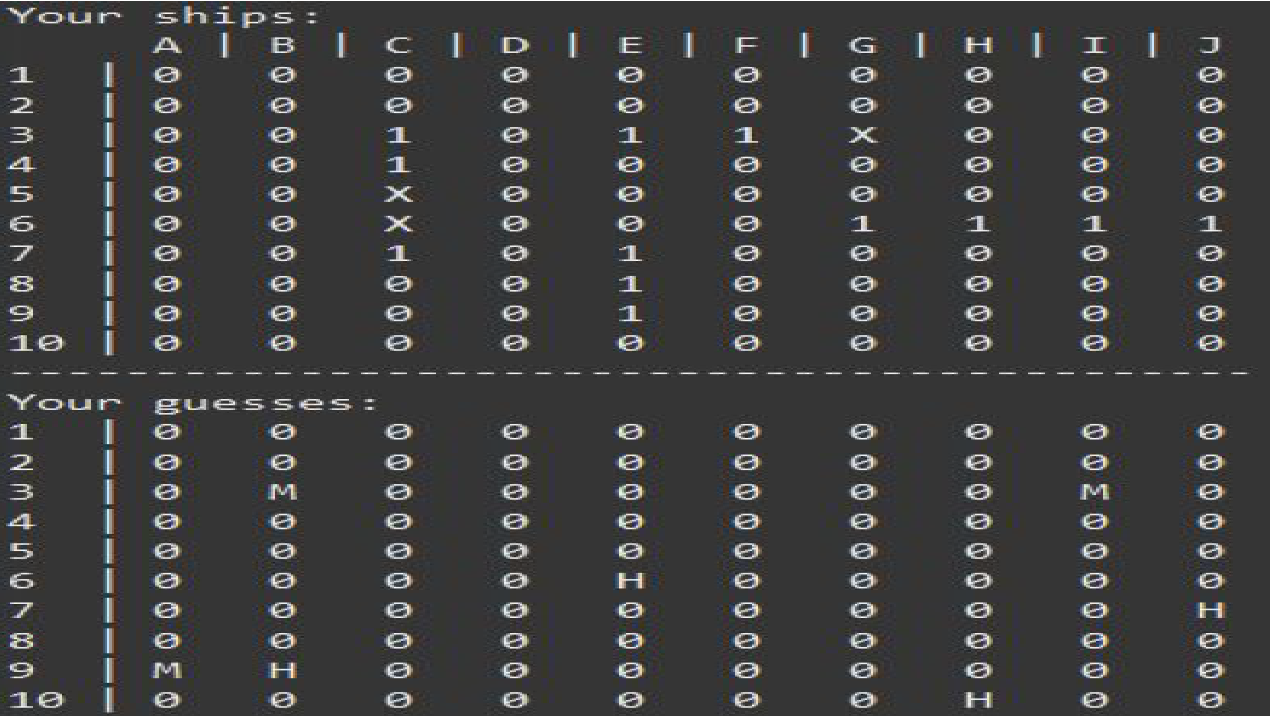 Your ships:
A | B | C | D | E | F | G | H | I | J
1 | 0 0 0 0 0 0 0 0 0 0
2 | 0 0 0 0 0 0 0 0 0 0
3 | 0 0 1 0 1 1 X 0 0 0
4 | 0 0 1 0 0 0 0 0 0 0
5 | 0 0 X 0 0 0 0 0 0 0
6 | 0 0 X 0 0 0 1 1 1 1
7 | 0 0 1 0 1 0 0 0 0 0
8 | 0 0 0 0 1 0 0 0 0 0
9 | 0 0 0 0 1 0 0 0 0 0
10 | 0 0 0 0 0 0 0 0 0 0
-------------------------------------------
Your guesses:
1 | 0 0 0 0 0 0 0 0 0 0
2 | 0 0 0 0 0 0 0 0 0 0
3 | 0 M 0 0 0 0 0 0 M 0
4 | 0 0 0 0 0 0 0 0 0 0
5 | 0 0 0 0 0 0 0 0 0 0
6 | 0 0 0 0 H 0 0 0 0 0
7 | 0 0 0 0 0 0 0 0 0 H
8 | 0 0 0 0 0 0 0 0 0 0
9 | M H 0 0 0 0 0 0 0 0
10 | 0 0 0 0 0 0 0 H 0 0